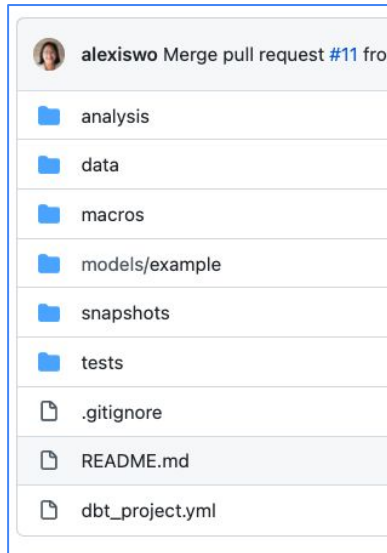 alexiswo Merge pull request #11 fro
analysis
data
macros
models/example
snapshots
tests
.gitignore
README.md
dbt_project.yml